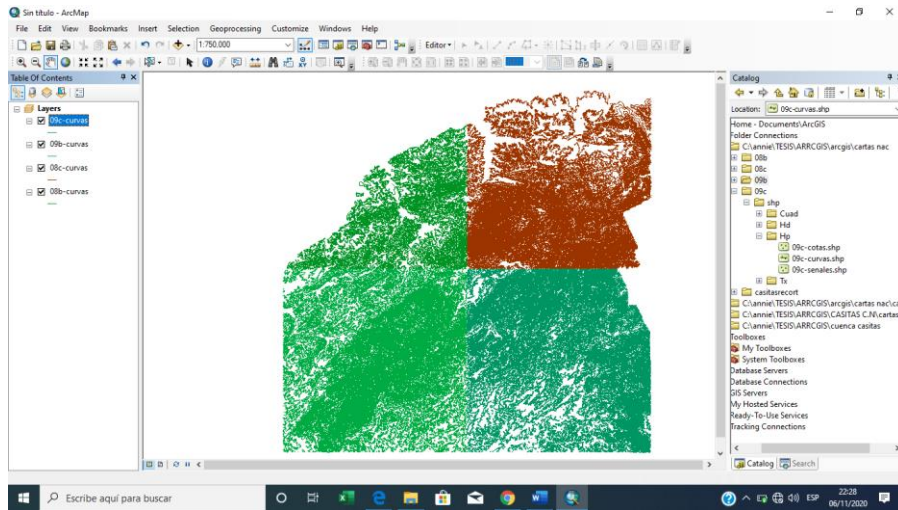 Sin título - ArcMap
File Edit View Bookmarks Insert Selection Geoprocessing Customize Windows Help
1:750.000
Editor
Table Of Contents
Layers
09c-curvas
09b-curvas
08c-curvas
08b-curvas
Catalog
Location: 09c-curvas.shp
Home - Documents\ArcGIS
Folder Connections
C:\annie\TESIS\ARRCGIS\arcgis\cartas nac
08b
08c
09b
09c
shp
Cuad
Hd
Hp
09c-cotas.shp
09c-curvas.shp
09c-senales.shp
Tx
casitasrecort
C:\annie\TESIS\ARRCGIS\arcgis\cartas nac\ca
C:\annie\TESIS\ARRCGIS\CASITAS C.N\cartas
C:\annie\TESIS\ARRCGIS\cuenca casitas
Toolboxes
My Toolboxes
System Toolboxes
Database Servers
Database Connections
GIS Servers
My Hosted Services
Ready-To-Use Services
Tracking Connections
Catalog Search
Escribe aquí para buscar
ESP
22:28
06/11/2020